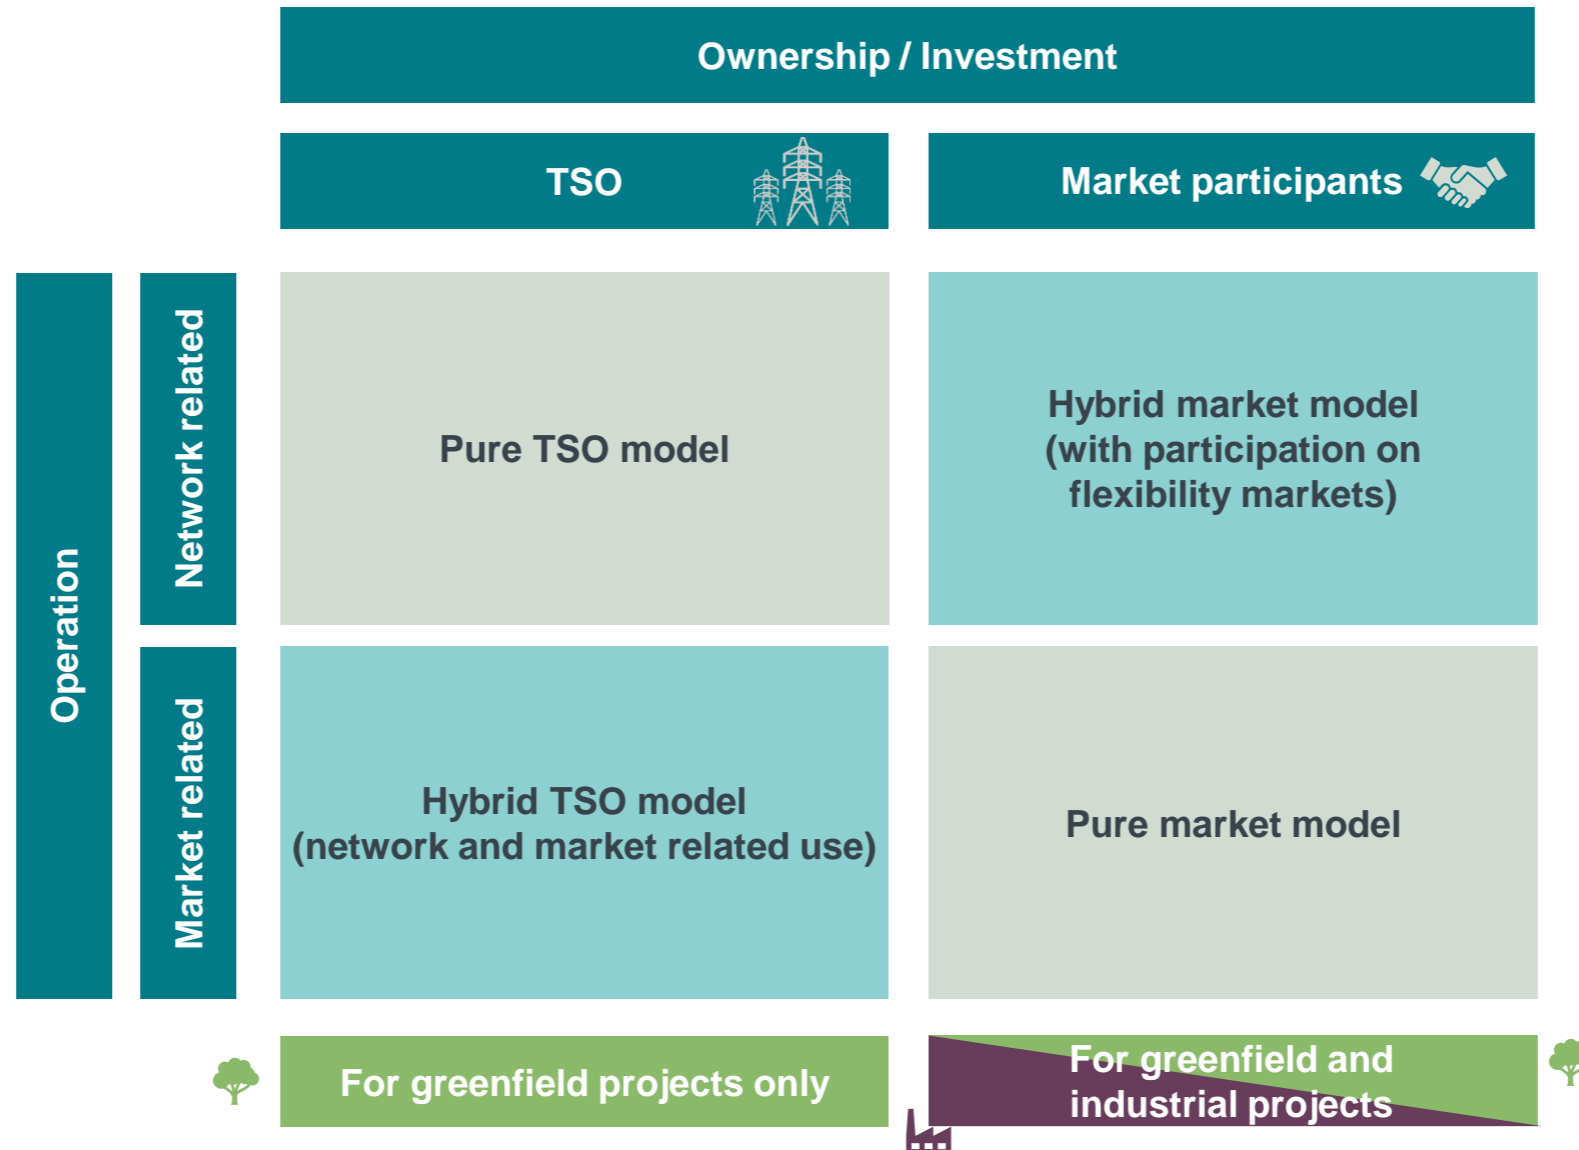 Ownership / Investment
TSO
Market participants
Operation
Network related
Pure TSO model
Hybrid market model
(with participation on
flexibility markets)
Market related
Hybrid TSO model
(network and market related use)
Pure market model
For greenfield projects only
For greenfield and
industrial projects